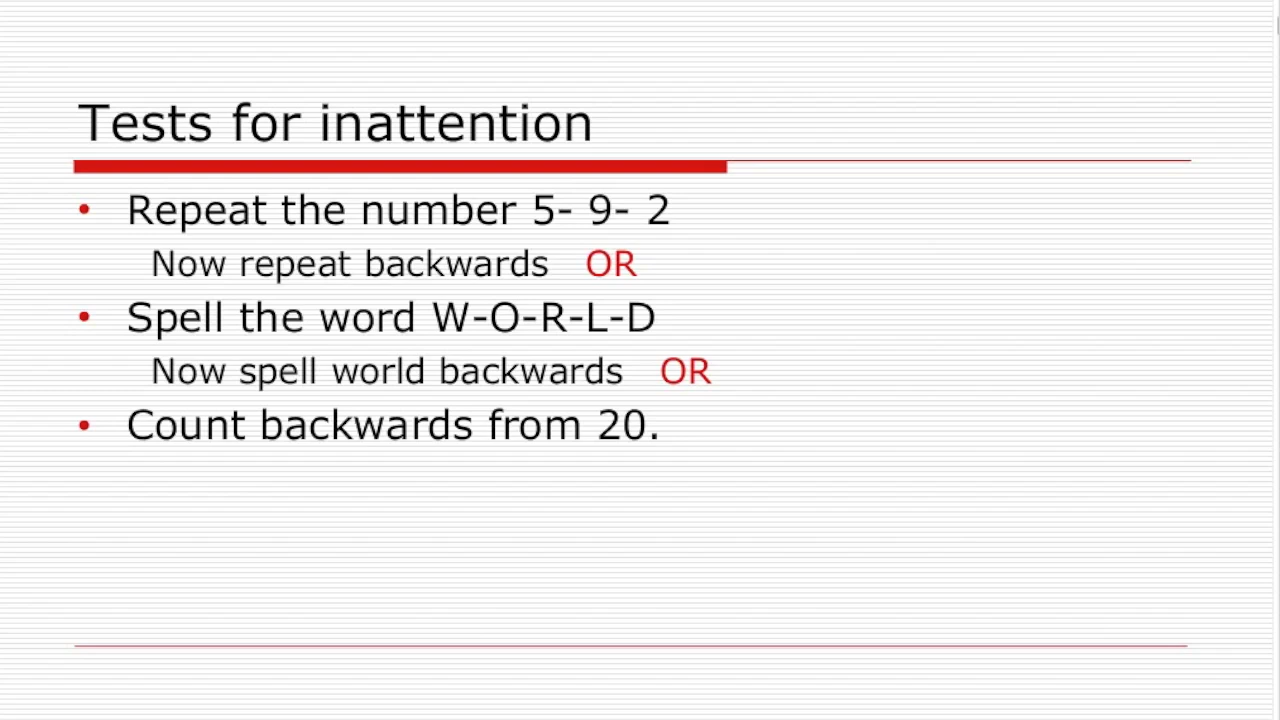 Tests for inattention
• Repeat the number 5- 9- 2
Now repeat backwards OR
• Spell the word W-O-R-L-D
Now spell world backwards OR
• Count backwards from 20.